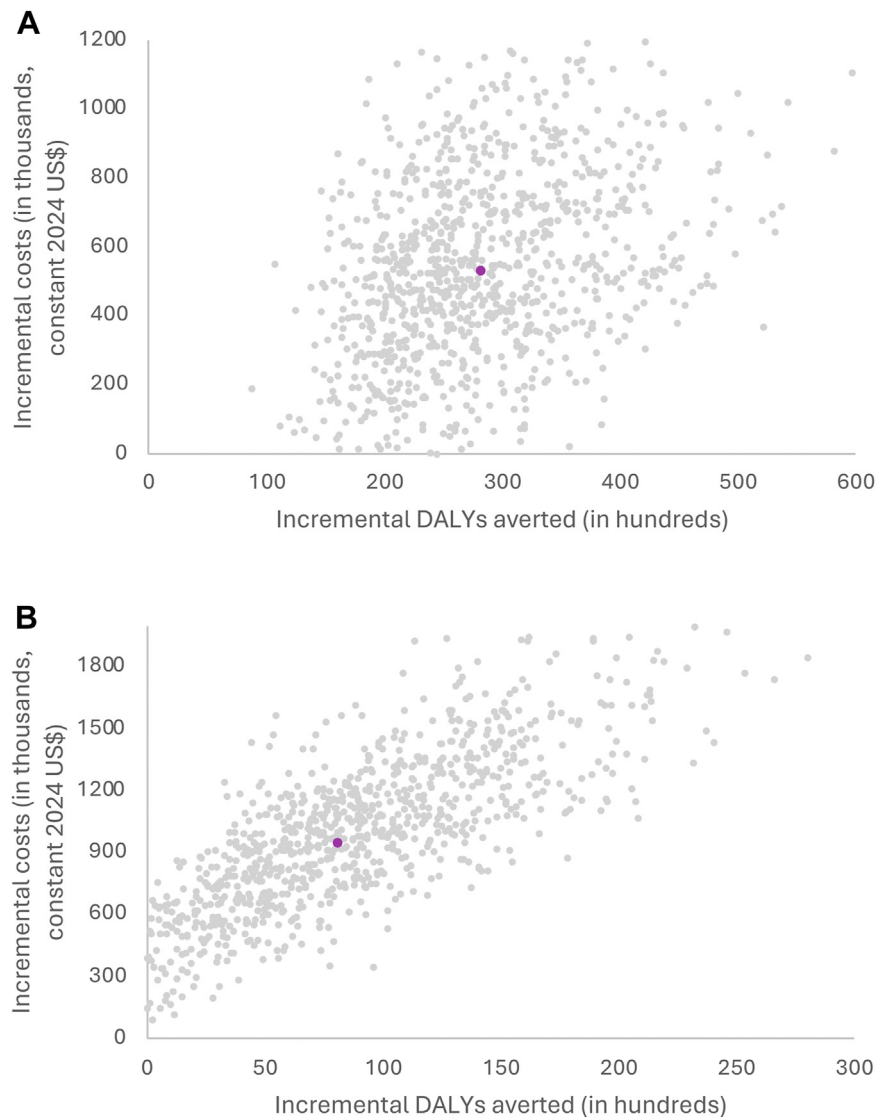 A
Incremental costs (in thousands,
constant 2024 US$)
1200
1000
800
600
400
200
0
0 100 200 300 400 500 600
Incremental DALYs averted (in hundreds)
B
Incremental costs (in thousands,
constant 2024 US$)
1800
1500
1200
900
600
300
0
0 50 100 150 200 250 300
Incremental DALYs averted (in hundreds)